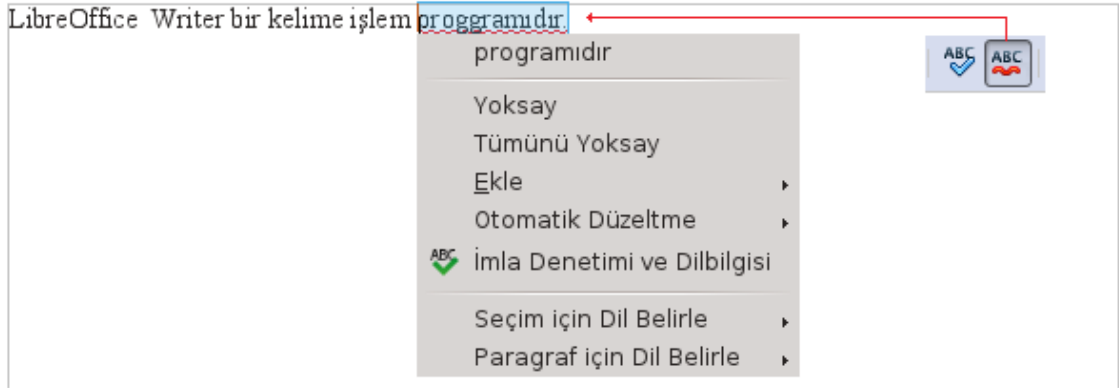 LibreOffice Writer bir kelime işlem proggramıdır.
ABC ABC
programıdır
Yoksay
Tümünü Yoksay
Ekle
Otomatik Düzeltme
ABC İmla Denetimi ve Dilbilgisi
Seçim için Dil Belirle
Paragraf için Dil Belirle